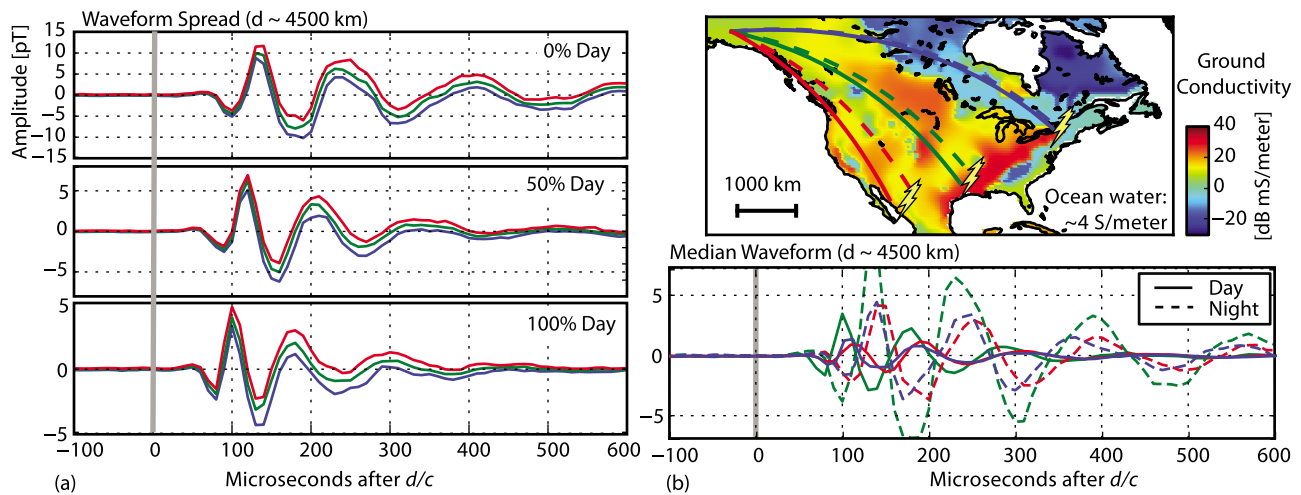 Waveform Spread (d ~ 4500 km)
Amplitude [pT]
15
10
5
0
−5
−10
−15
0% Day
5
0
−5
50% Day
5
0
−5
100% Day
−100 0 100 200 300 400 500 600
(a)
Microseconds after d/c
1000 km
Ocean water:
~4 S/meter
Ground
Conductivity
40
20
0
−20
[dB mS/meter]
Median Waveform (d ~ 4500 km)
5
0
−5
Day
Night
−100 0 100 200 300 400 500 600
(b)
Microseconds after d/c